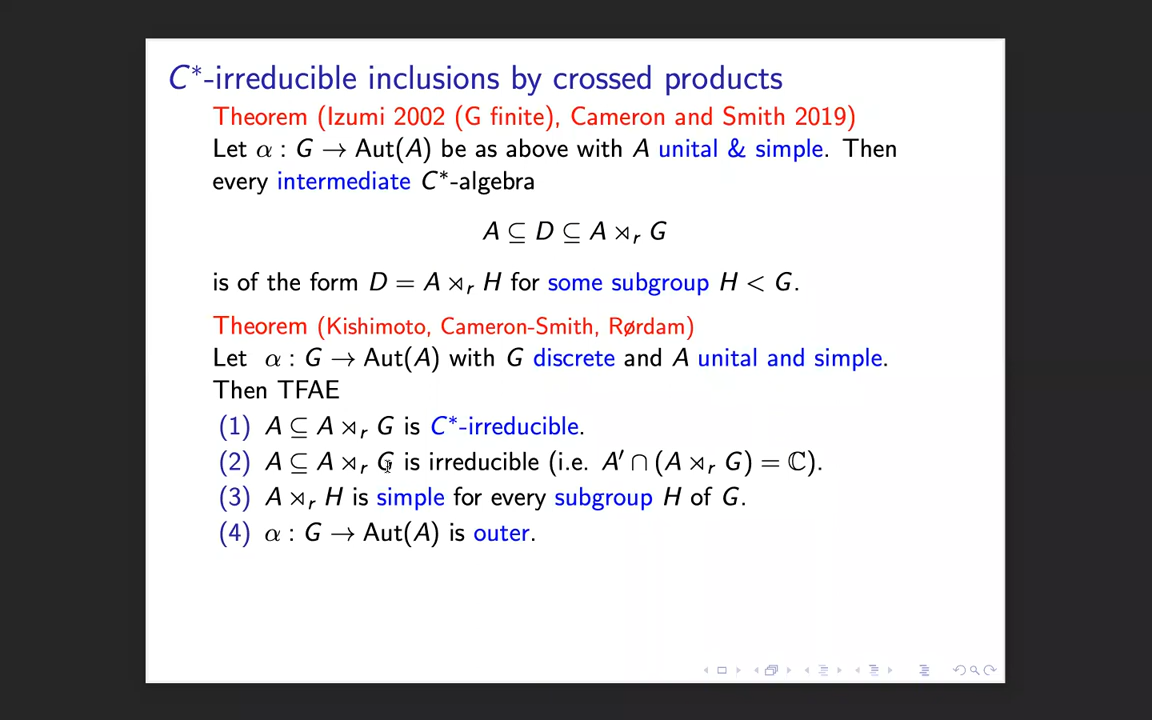 C*-irreducible inclusions by crossed products
Theorem (Izumi 2002 (G finite), Cameron and Smith 2019)
Let α : G → Aut(A) be as above with A unital & simple. Then
every intermediate C*-algebra
A ⊆ D ⊆ A ⋊ᵣ G
is of the form D = A ⋊ᵣ H for some subgroup H < G.
Theorem (Kishimoto, Cameron-Smith, Rørdam)
Let α : G → Aut(A) with G discrete and A unital and simple.
Then TFAE
(1) A ⊆ A ⋊ᵣ G is C*-irreducible.
(2) A ⊆ A ⋊ᵣ G is irreducible (i.e. A′ ∩ (A ⋊ᵣ G) = ℂ).
(3) A ⋊ᵣ H is simple for every subgroup H of G.
(4) α : G → Aut(A) is outer.